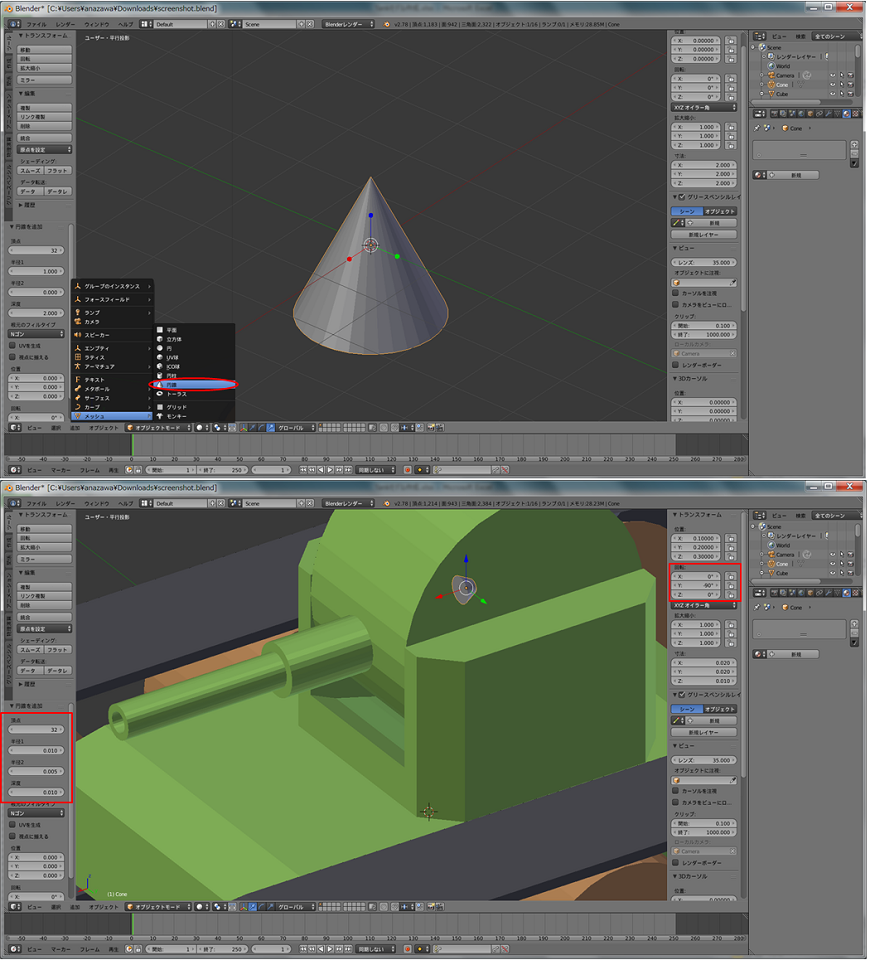 Blender* [C:¥Users¥anazawa¥Downloads¥screenshot.blend]
ファイル レンダー ウィンドウ ヘルプ Default Scene Blenderレンダー v2.78 | 頂点:1,183 | 面:942 | 三角面:2,322 | オブジェクト:1/16 | ランプ:0/1 | メモリ:28.85M | Cone
▼トランスフォーム
移動
回転
拡大縮小
ミラー
▼編集
複製
リンク複製
削除
統合
原点を設定
シェーディング:
スムーズ フラット
データ転送:
データ データレ
▶履歴
▼円錐を追加
頂点
32
半径1
1.000
半径2
0.000
深度
2.000
Nゴン
UVを生成
視点に揃える
位置
X: 0.000
Y: 0.000
Z: 0.000
回転
X: 0°
ユーザー・平行投影
グループのインスタンス
フォースフィールド
ランプ
カメラ
スピーカー
エンプティ
ラティス
アーマチュア
テキスト
メタボール
サーフェス
カーブ
メッシュ
平面
立方体
円
UV球
ICO球
円柱
円錐
トーラス
グリッド
モンキー
X: 0.00000
Y: 0.00000
Z: 0.00000
回転:
X: 0°
Y: 0°
Z: 0°
XYZ オイラー角
拡大縮小:
X: 1.000
Y: 1.000
Z: 1.000
寸法:
X: 2.000
Y: 2.000
Z: 2.000
▼グリースペンシルレイ
シーン オブジェクト
新規
新規レイヤー
▼ビュー
レンズ: 35.000
オブジェクトに注視:
カーソルを注視
カメラをビューにロ...
クリップ:
開始: 0.100
終了: 1000.000
ローカルカメラ:
Camera
レンダーボーダー
▼3Dカーソル
位置:
X: 0.00000
Y: 0.00000
ビュー 検索 全てのシーン
Scene
レンダーレイヤー
World
Camera
Cone
Cube
Cone
新規
ビュー 選択 追加 オブジェクト オブジェクトモード グローバル
-50 -40 -30 -20 -10 0 10 20 30 40 50 60 70 80 90 100 110 120 130 140 150 160 170 180 190 200 210 220 230 240 250 260 270 280
ビュー マーカー フレーム 再生 開始: 1 終了: 250 1 同期しない
Blender* [C:¥Users¥anazawa¥Downloads¥screenshot.blend]
ファイル レンダー ウィンドウ ヘルプ Default Scene Blenderレンダー v2.78 | 頂点:1,214 | 面:943 | 三角面:2,384 | オブジェクト:1/16 | ランプ:0/1 | メモリ:28.23M | Cone
▼トランスフォーム
移動
回転
拡大縮小
ミラー
▼編集
複製
リンク複製
削除
統合
原点を設定
シェーディング:
スムーズ フラット
データ転送:
データ データレ
▶履歴
▼円錐を追加
頂点
32
半径1
0.010
半径2
0.005
深度
0.010
Nゴン
UVを生成
視点に揃える
位置
X: 0.000
Y: 0.000
Z: 0.000
回転
X: 0°
ユーザー・平行投影
(1) Cone
▼トランスフォーム
位置:
X: 0.10000
Y: 0.20000
Z: 0.30000
回転:
X: 0°
Y: -90°
Z: 0°
XYZ オイラー角
拡大縮小:
X: 1.000
Y: 1.000
Z: 1.000
寸法:
X: 0.020
Y: 0.020
Z: 0.010
▼グリースペンシルレイ
シーン オブジェクト
新規
新規レイヤー
▼ビュー
レンズ: 35.000
オブジェクトに注視:
カーソルを注視
カメラをビューにロ...
クリップ:
開始: 0.100
終了: 1000.000
ローカルカメラ:
Camera
レンダーボーダー
▼3Dカーソル
位置:
ビュー 検索 全てのシーン
Scene
レンダーレイヤー
World
Camera
Cone
Cube
Cone
新規
ビュー 選択 追加 オブジェクト オブジェクトモード グローバル
-50 -40 -30 -20 -10 0 10 20 30 40 50 60 70 80 90 100 110 120 130 140 150 160 170 180 190 200 210 220 230 240 250 260 270 280
ビュー マーカー フレーム 再生 開始: 1 終了: 250 1 同期しない